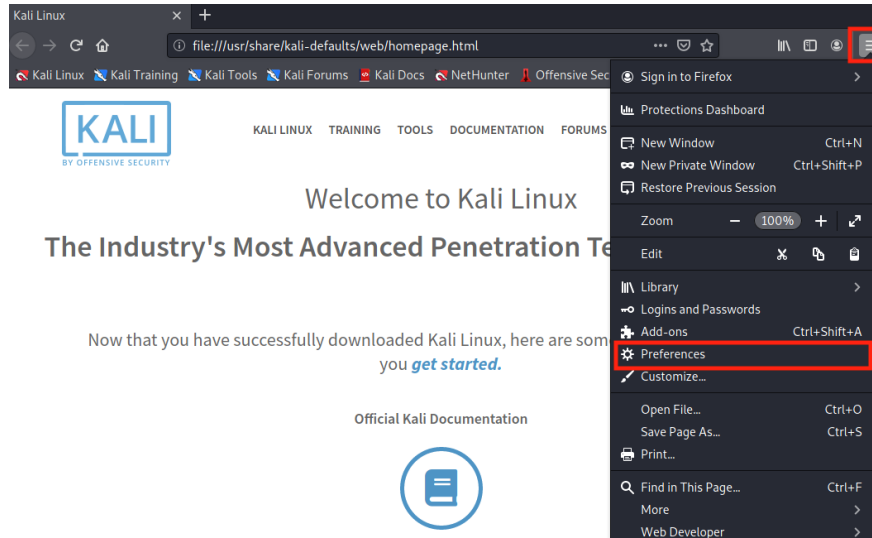 Kali Linux
file:///usr/share/kali-defaults/web/homepage.html
Kali Linux Kali Training Kali Tools Kali Forums Kali Docs NetHunter Offensive Sec
KALI
BY OFFENSIVE SECURITY
KALI LINUX TRAINING TOOLS DOCUMENTATION FORUMS
Welcome to Kali Linux
The Industry's Most Advanced Penetration Te
Now that you have successfully downloaded Kali Linux, here are som
you get started.
Official Kali Documentation
Sign in to Firefox
Protections Dashboard
New Window Ctrl+N
New Private Window Ctrl+Shift+P
Restore Previous Session
Zoom 100%
Edit
Library
Logins and Passwords
Add-ons Ctrl+Shift+A
Preferences
Customize...
Open File... Ctrl+O
Save Page As... Ctrl+S
Print...
Find in This Page... Ctrl+F
More
Web Developer